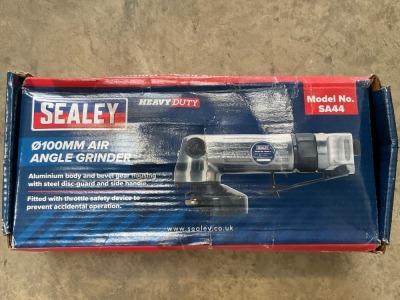 SEALEY
HEAVY DUTY
Model No.
SA44
Ø100MM AIR
ANGLE GRINDER
Aluminium body and bevel gear housing
with steel disc-guard and side handle.
Fitted with throttle safety device to
prevent accidental operation.
SEALEY
www.sealey.co.uk